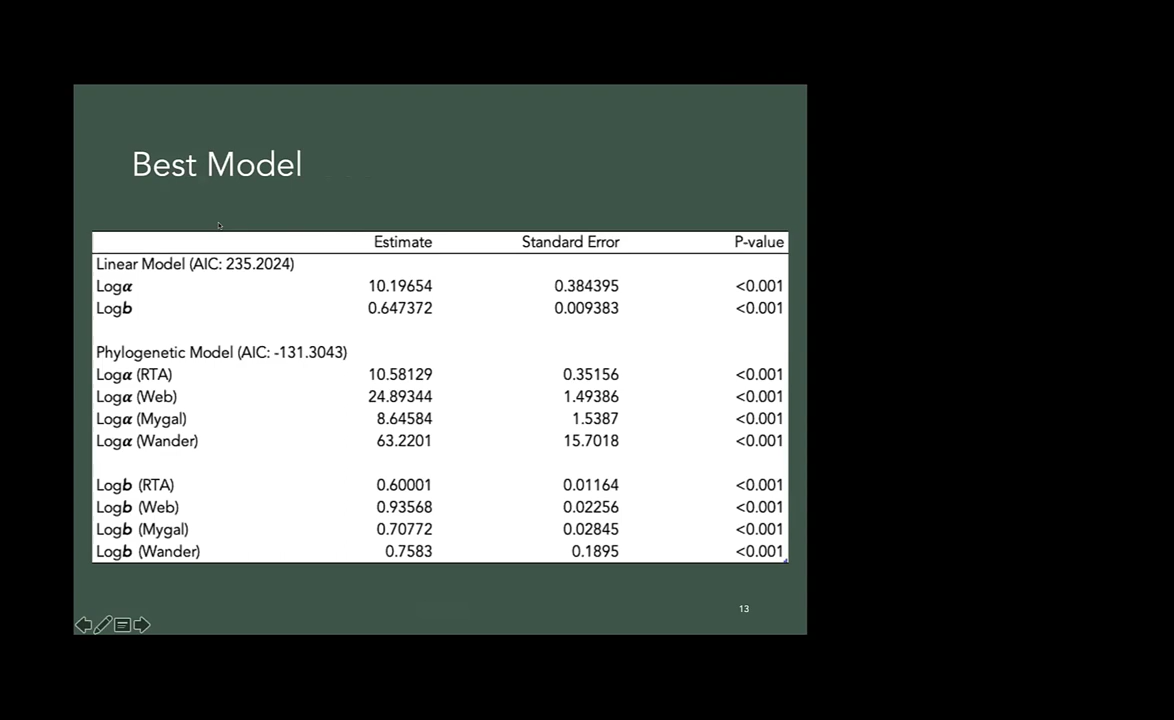 Best Model
Estimate Standard Error P-value
Linear Model (AIC: 235.2024)
Logα 10.19654 0.384395 <0.001
Logb 0.647372 0.009383 <0.001
Phylogenetic Model (AIC: -131.3043)
Logα (RTA) 10.58129 0.35156 <0.001
Logα (Web) 24.89344 1.49386 <0.001
Logα (Mygal) 8.64584 1.5387 <0.001
Logα (Wander) 63.2201 15.7018 <0.001
Logb (RTA) 0.60001 0.01164 <0.001
Logb (Web) 0.93568 0.02256 <0.001
Logb (Mygal) 0.70772 0.02845 <0.001
Logb (Wander) 0.7583 0.1895 <0.001
13